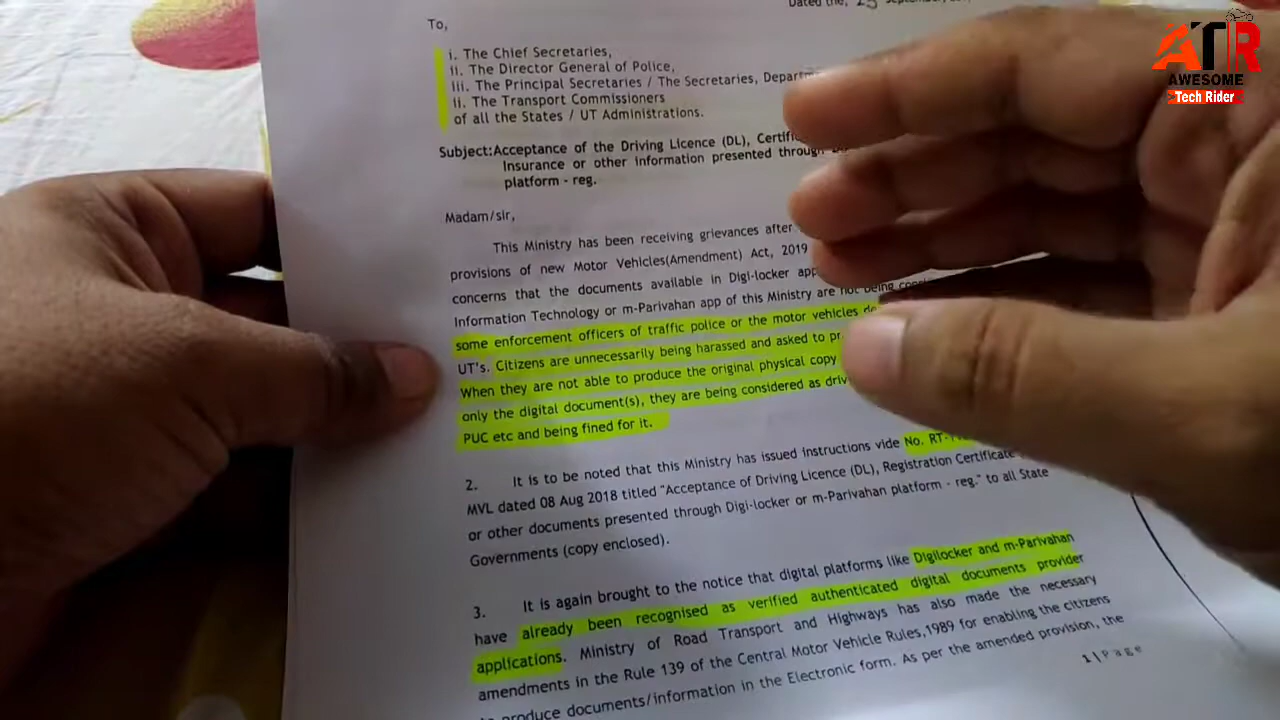 Dated the, 25 September
To,
i. The Chief Secretaries,
ii. The Director General of Police,
iii. The Principal Secretaries / The Secretaries,
ii. The Transport Commissioners
of all the States / UT Administrations.
Subject:Acceptance of the Driving Licence (DL),
Insurance or other information presented through
platform - reg.
Madam/sir,
This Ministry has been receiving grievances after
provisions of new Motor Vehicles(Amendment) Act, 2019
concerns that the documents available in Digi-locker
Information Technology or m-Parivahan app of this Ministry are not being
some enforcement officers of traffic police or the motor vehicles
UT's. Citizens are unnecessarily being harassed and asked to
When they are not able to produce the original physical copy
only the digital document(s), they are being considered as
PUC etc and being fined for it.
2. It is to be noted that this Ministry has issued instructions vide No.
MVL dated 08 Aug 2018 titled "Acceptance of Driving Licence (DL), Registration Certificate
or other documents presented through Digi-locker or m-Parivahan platform - reg." to all State
Governments (copy enclosed).
3. It is again brought to the notice that digital platforms like Digilocker and m-Parivahan
have already been recognised as verified authenticated digital documents provider
applications. Ministry of Road Transport and Highways has also made the necessary
amendments in the Rule 139 of the Central Motor Vehicle Rules,1989 for enabling the citizens
to produce documents/information in the Electronic form. As per the amended provision, the
1|Page
ATR
AWESOME
Tech Rider